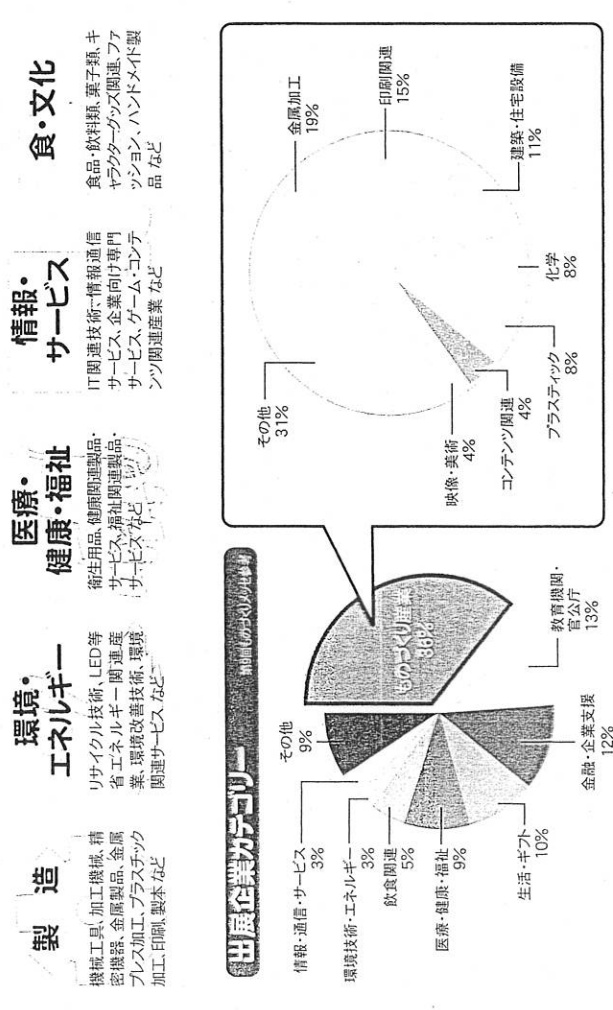 製 造
機械工具、加工機械、精
密機器、金属製品、金属
プレス加工、プラスチック
加工、印刷、製本 など
環境・
エネルギー
リサイクル技術、LED等
省エネルギー関連産
業、環境改善技術、環境
関連サービス など
医療・
健康・福祉
衛生用品、健康関連製品・
サービス、福祉関連製品・
サービス など
情報・
サービス
IT関連技術、情報通信
サービス、企業向け専門
サービス、ゲーム・コンテ
ンツ関連産業 など
食・文化
食品・飲料類、菓子類、キ
ャラクターグッズ関連、ファ
ッション、ハンドメイド製
品 など
出展企業カテゴリー
ものづくり産業
36%
教育機関・
官公庁
13%
金融・企業支援
12%
生活・ギフト
10%
医療・健康・福祉
9%
飲食関連
5%
環境技術・エネルギー
3%
情報・通信・サービス
3%
その他
9%
金属加工
19%
印刷関連
15%
建築・住宅設備
11%
化学
8%
プラスティック
8%
コンテンツ関連
4%
映像・美術
4%
その他
31%